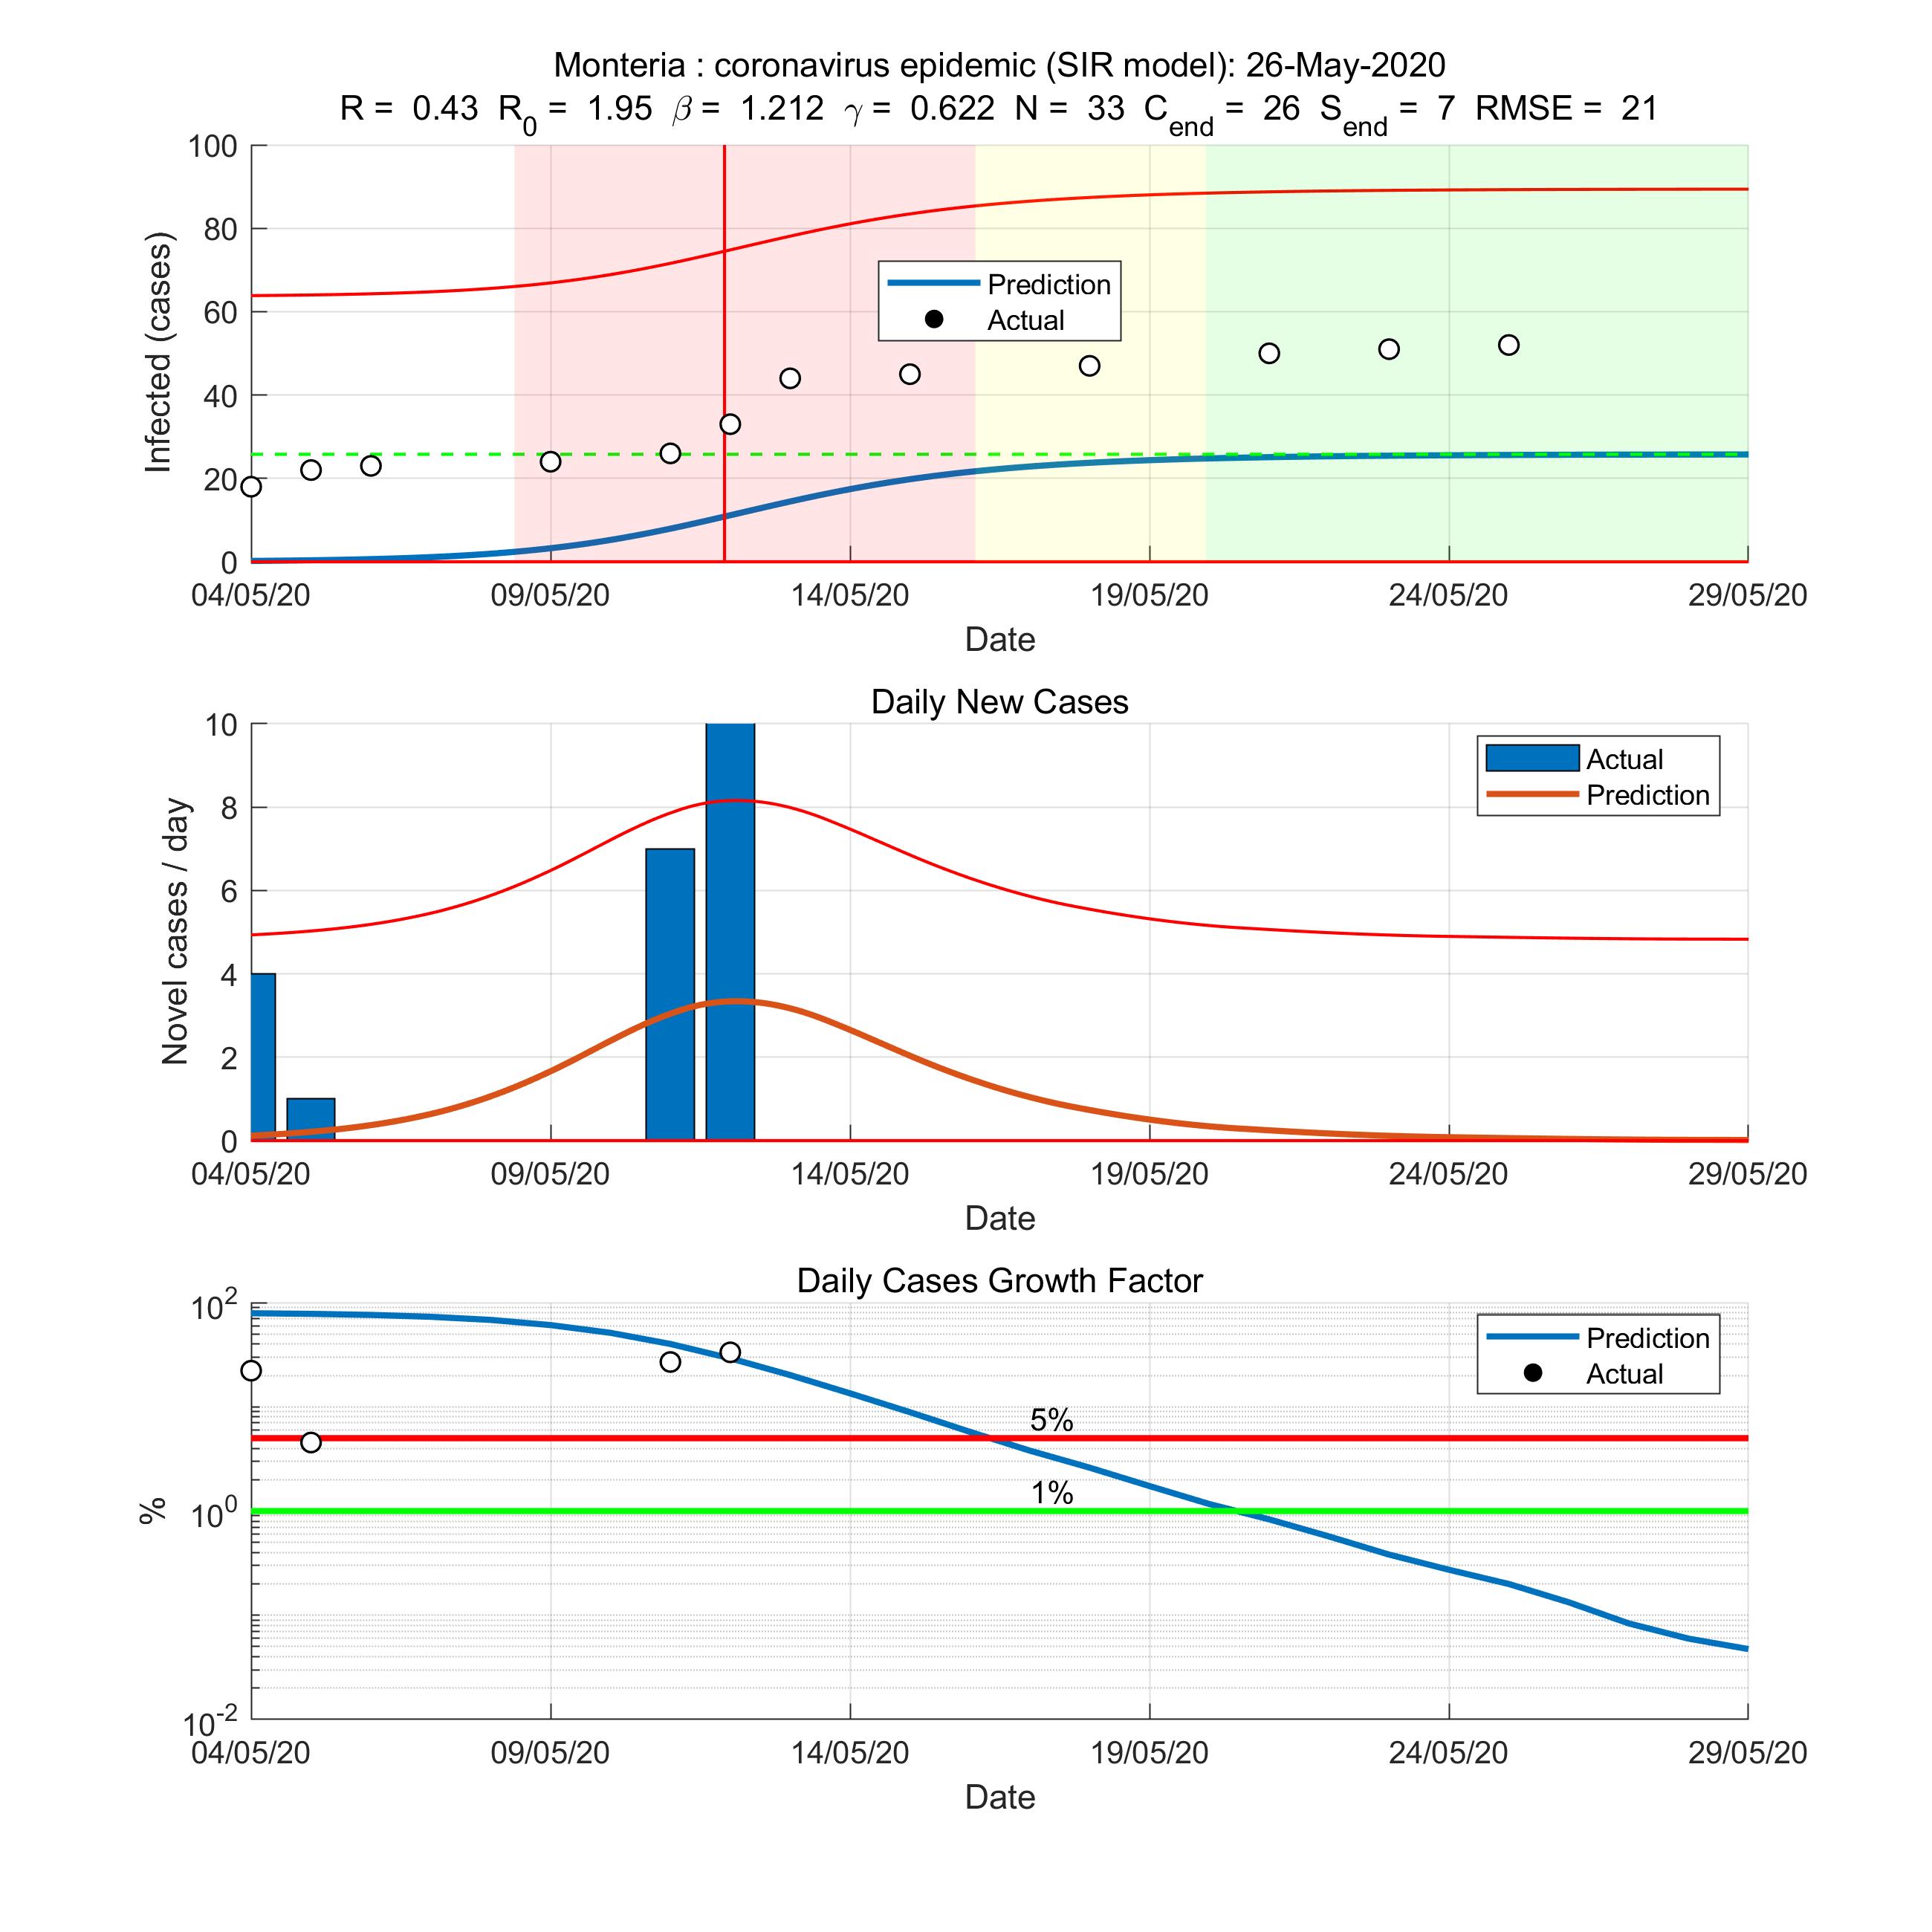 Monteria : coronavirus epidemic (SIR model): 26-May-2020
R = 0.43 R0 = 1.95 β = 1.212 γ = 0.622 N = 33 Cend = 26 Send = 7 RMSE = 21
100
80
60
40
20
0
Infected (cases)
Prediction
Actual
04/05/20 09/05/20 14/05/20 19/05/20 24/05/20 29/05/20
Date
Daily New Cases
10
8
6
4
2
0
Novel cases / day
Actual
Prediction
04/05/20 09/05/20 14/05/20 19/05/20 24/05/20 29/05/20
Date
Daily Cases Growth Factor
10^2
10^0
10^-2
%
Prediction
Actual
5%
1%
04/05/20 09/05/20 14/05/20 19/05/20 24/05/20 29/05/20
Date